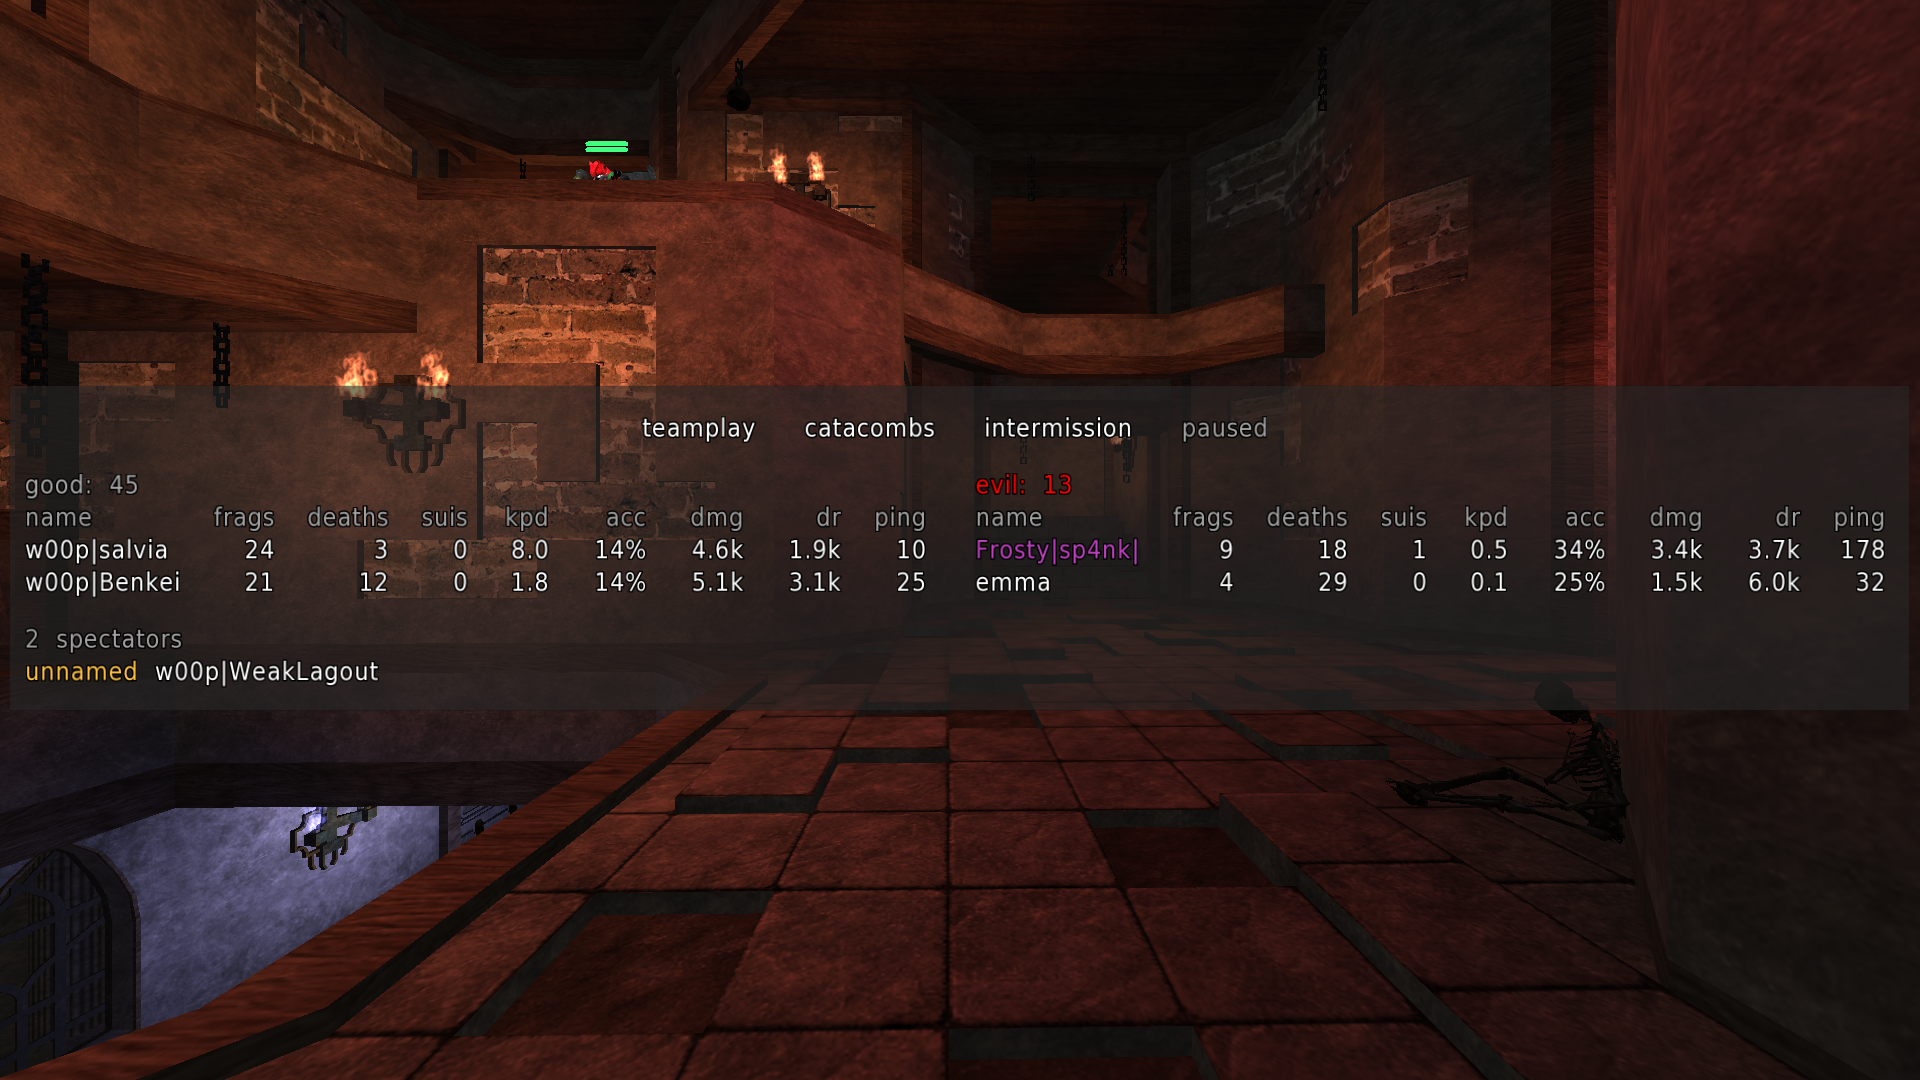 teamplay catacombs intermission paused
good: 45
name frags deaths suis kpd acc dmg dr ping
w00p|salvia 24 3 0 8.0 14% 4.6k 1.9k 10
w00p|Benkei 21 12 0 1.8 14% 5.1k 3.1k 25
evil: 13
name frags deaths suis kpd acc dmg dr ping
Frosty|sp4nk| 9 18 1 0.5 34% 3.4k 3.7k 178
emma 4 29 0 0.1 25% 1.5k 6.0k 32
2 spectators
unnamed w00p|WeakLagout